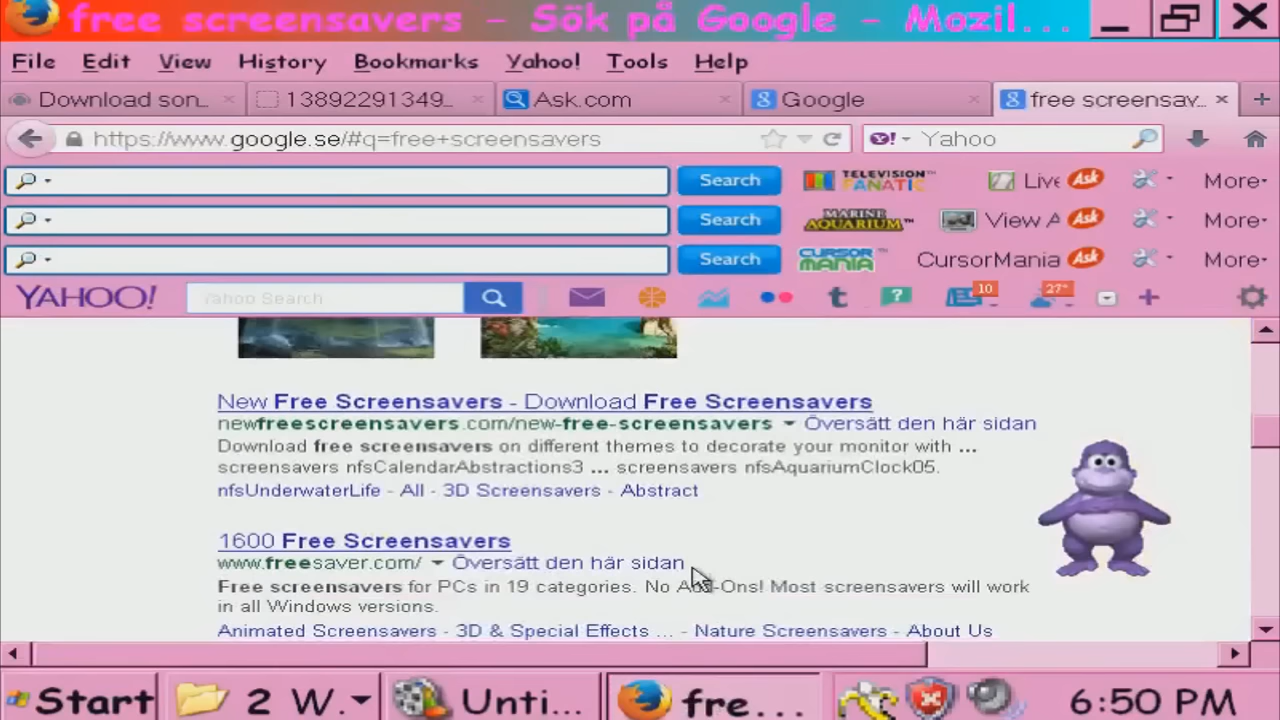 free screensavers - Sök på Google - Mozil...
File Edit View History Bookmarks Yahoo! Tools Help
Download son... 13892291349... Ask.com Google free screensav...
https://www.google.se/#q=free+screensavers Yahoo
Search TELEVISION FANATIC™ Live Ask More
Search MARINE AQUARIUM™ View A Ask More
Search CURSOR MANIA™ CursorMania Ask More
YAHOO! Yahoo Search 10 27°
New Free Screensavers - Download Free Screensavers
newfreescreensavers.com/new-free-screensavers Översätt den här sidan
Download free screensavers on different themes to decorate your monitor with ...
screensavers nfsCalendarAbstractions3 ... screensavers nfsAquariumClock05.
nfsUnderwaterLife - All - 3D Screensavers - Abstract
1600 Free Screensavers
www.freesaver.com/ Översätt den här sidan
Free screensavers for PCs in 19 categories. No Add-Ons! Most screensavers will work
in all Windows versions.
Animated Screensavers - 3D & Special Effects ... - Nature Screensavers - About Us
Start 2 W. Unti... fre... 6:50 PM